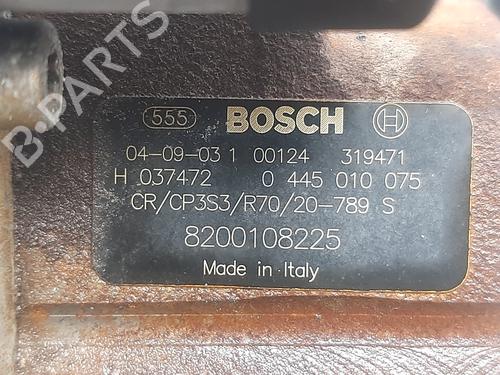 555 BOSCH
04-09-03 1 00124 319471
H 037472 0 445 010 075
CR/CP3S3/R70/20-789 S
8200108225
Made in Italy
B-PARTS